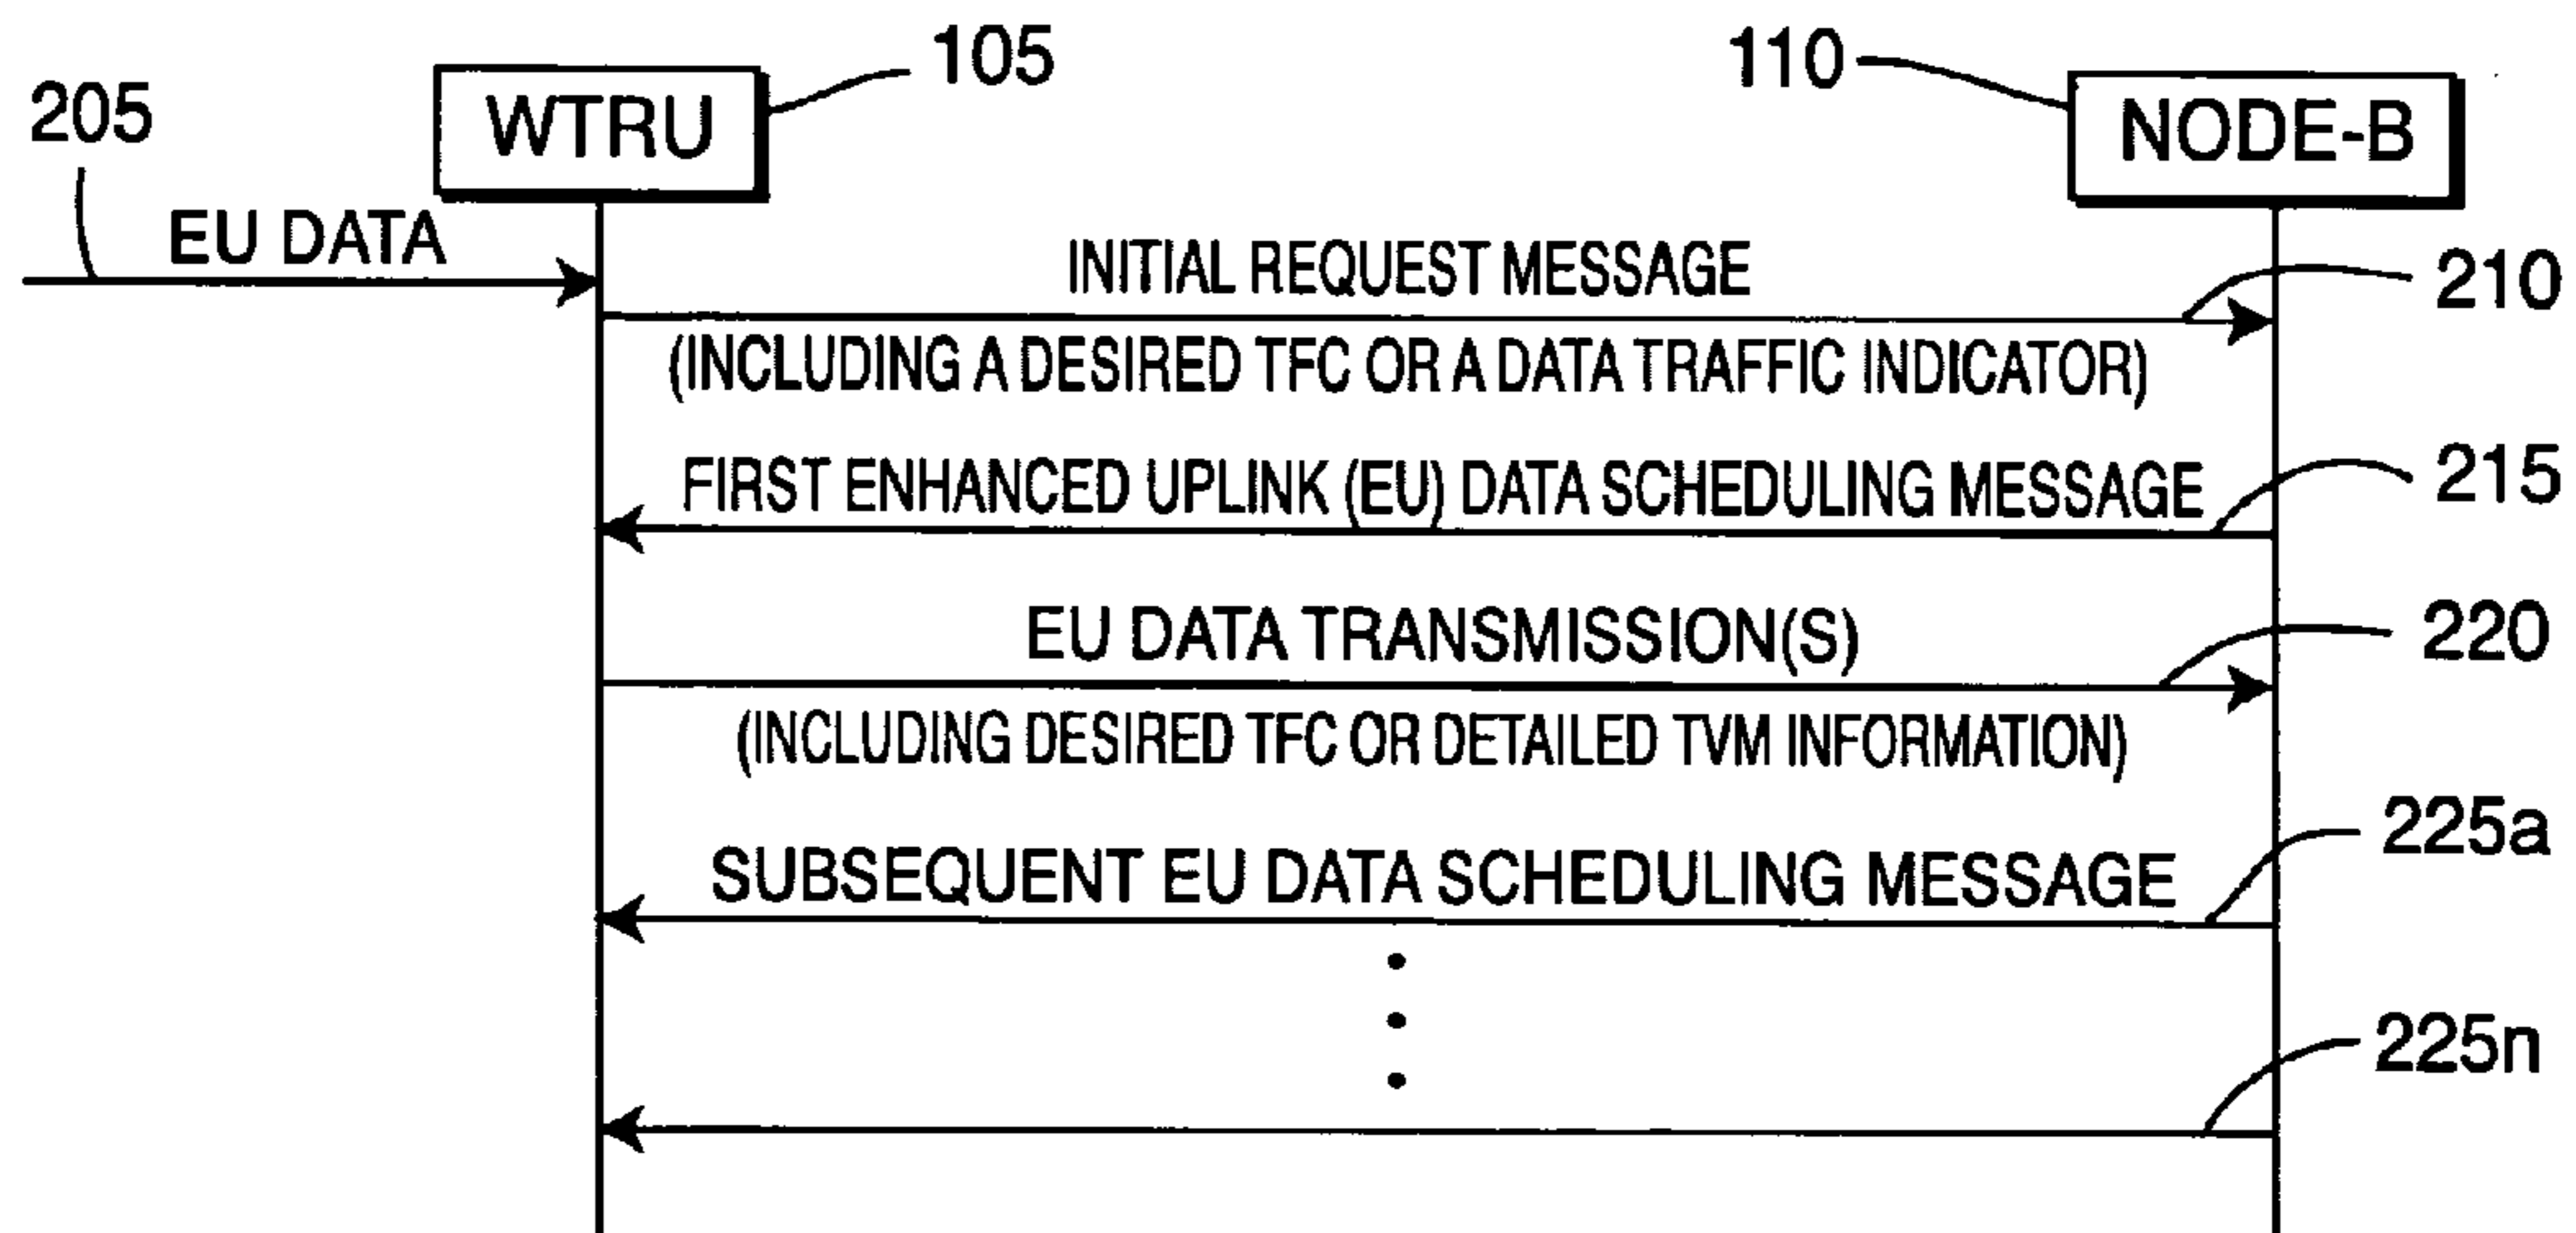 105
110
WTRU
NODE-B
205
EU DATA
INITIAL REQUEST MESSAGE
210
(INCLUDING A DESIRED TFC OR A DATA TRAFFIC INDICATOR)
FIRST ENHANCED UPLINK (EU) DATA SCHEDULING MESSAGE
215
EU DATA TRANSMISSION(S)
220
(INCLUDING DESIRED TFC OR DETAILED TVM INFORMATION)
225a
SUBSEQUENT EU DATA SCHEDULING MESSAGE
225n